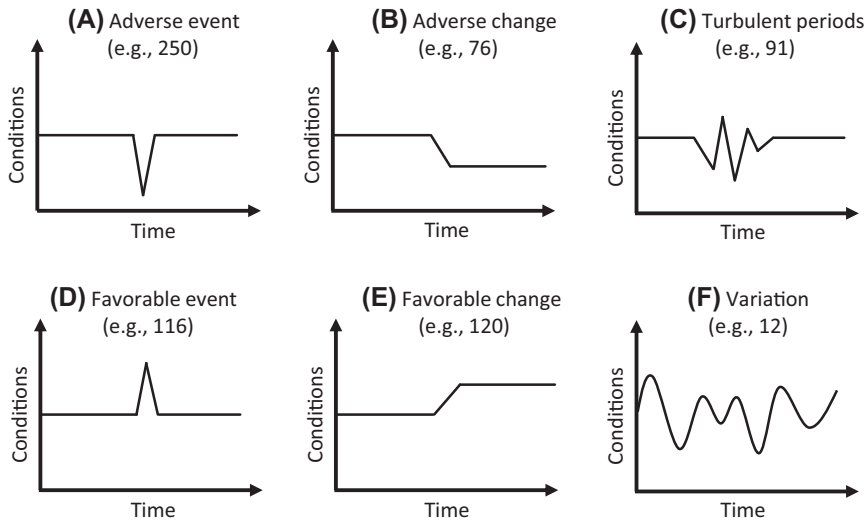 (A) Adverse event
(e.g., 250)
Conditions
Time
(B) Adverse change
(e.g., 76)
Conditions
Time
(C) Turbulent periods
(e.g., 91)
Conditions
Time
(D) Favorable event
(e.g., 116)
Conditions
Time
(E) Favorable change
(e.g., 120)
Conditions
Time
(F) Variation
(e.g., 12)
Conditions
Time